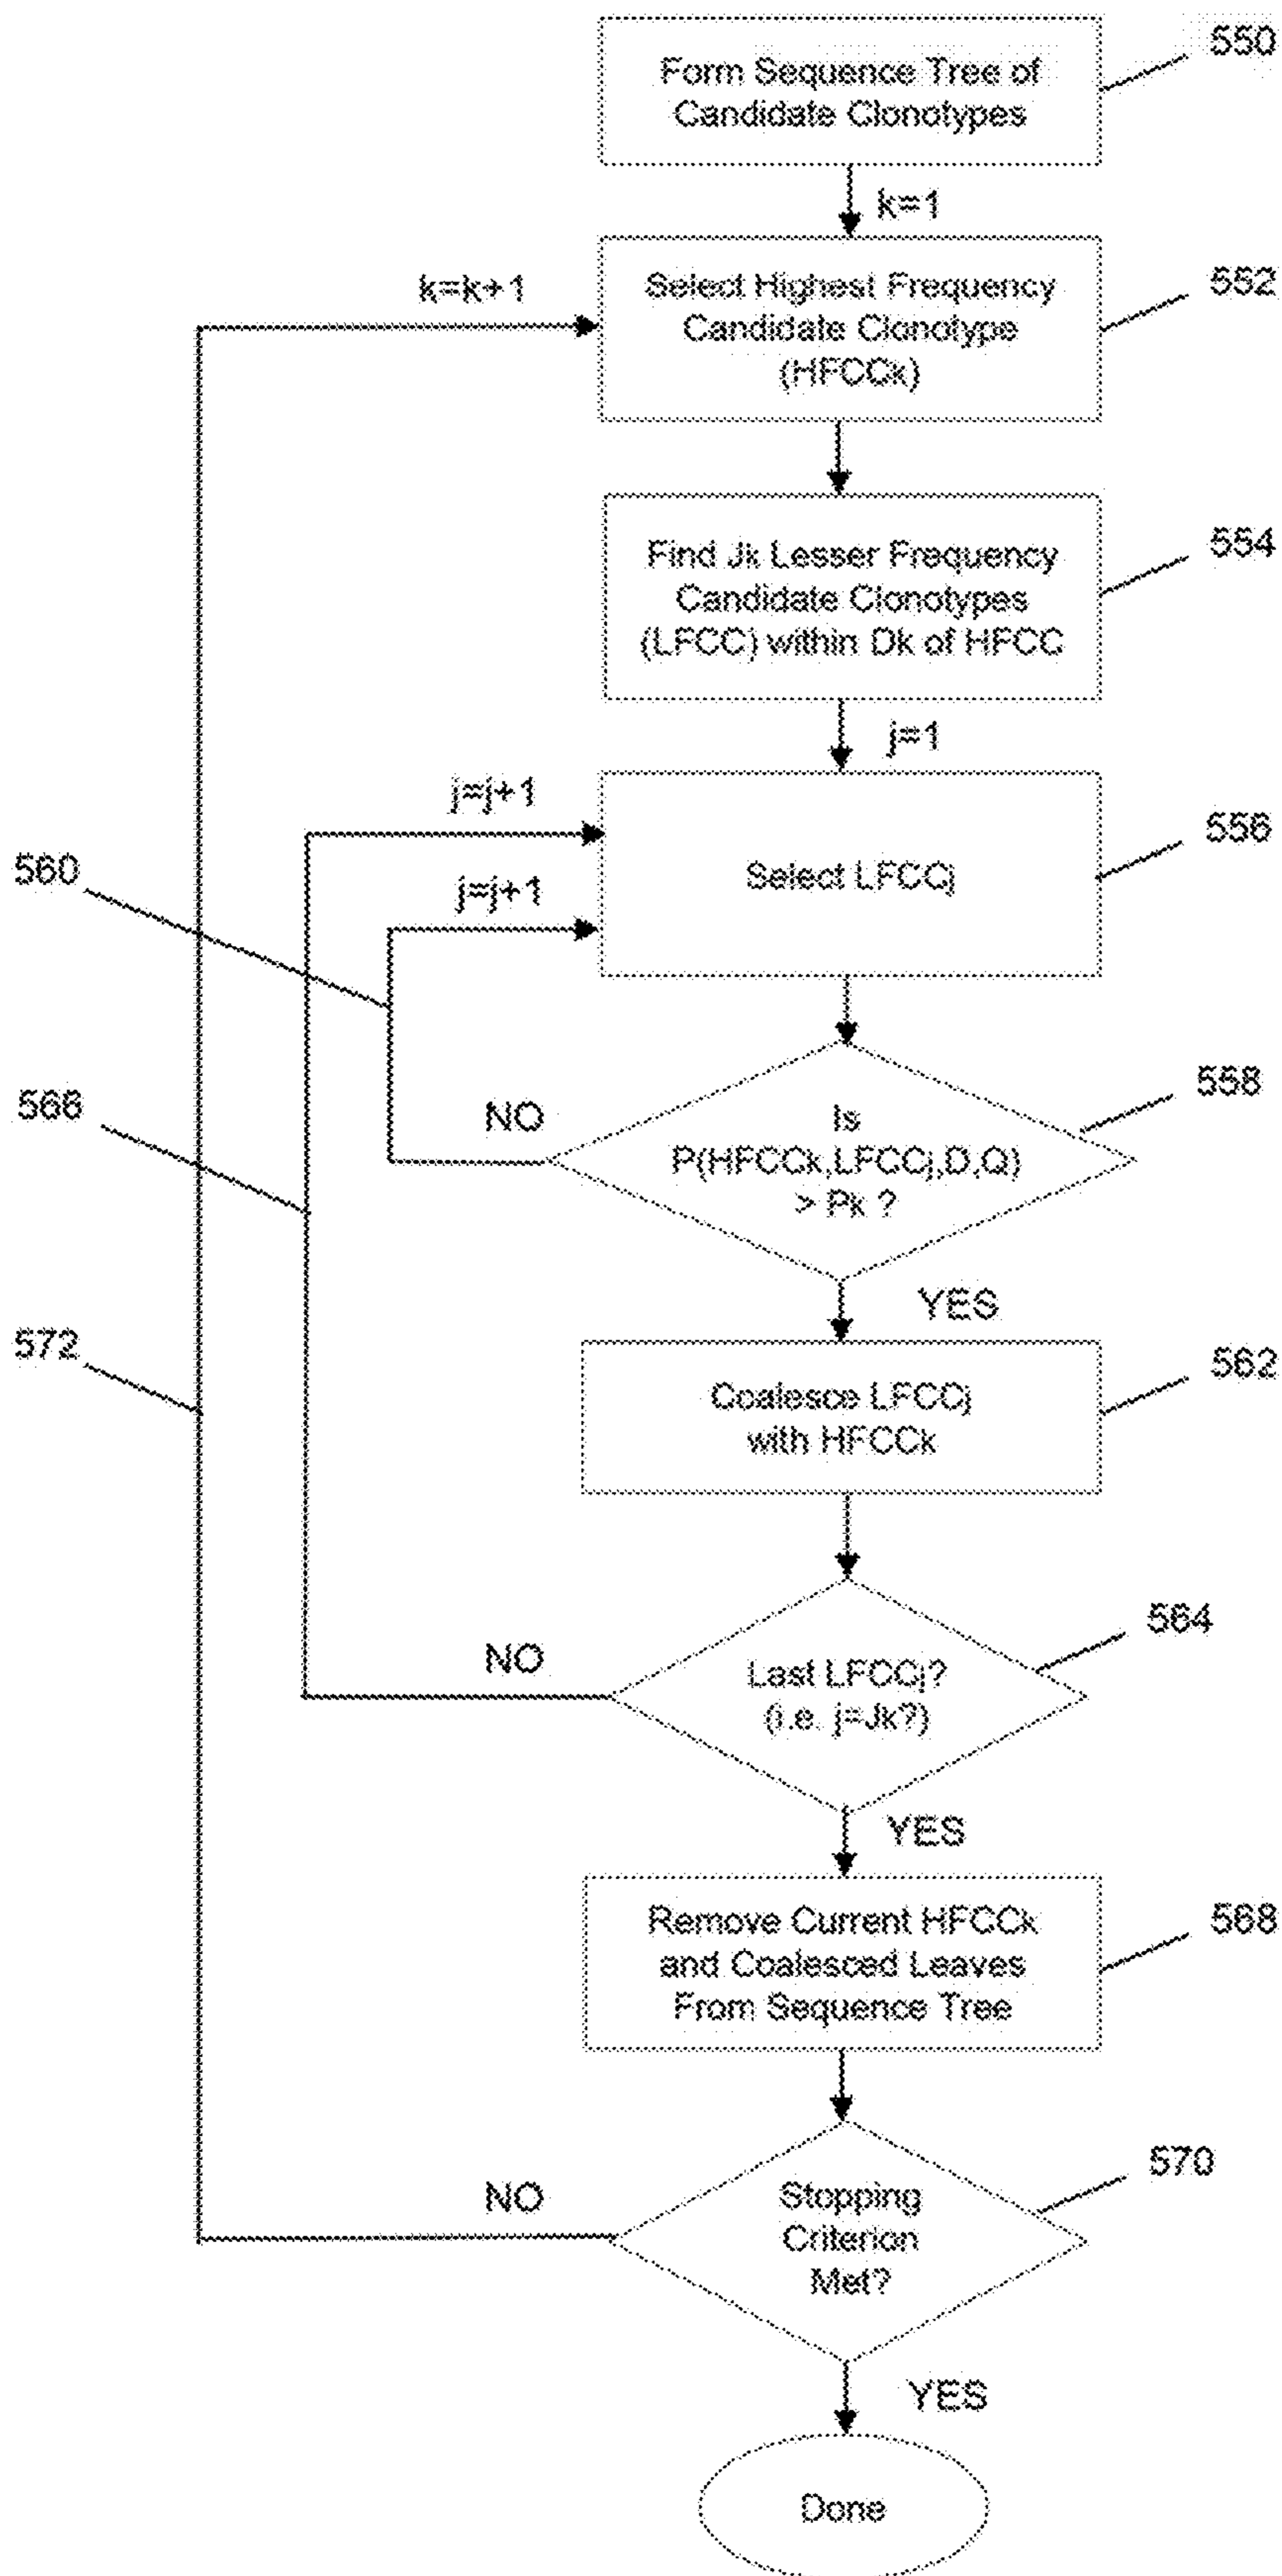 Form Sequence Tree of
Candidate Clonotypes
550
k=1
k=k+1
Select Highest Frequency
Candidate Clonotype
(HFCCk)
552
Find Jk Lesser Frequency
Candidate Clonotypes
(LFCC) within Dk of HFCC
554
j=1
j=j+1
556
560
j=j+1
Select LFCCj
558
566
NO
Is
P(HFCCk,LFCCj,D,Q)
> Pk ?
YES
572
562
Coalesce LFCCj
with HFCCk
564
NO
Last LFCCj?
(i.e. j=Jk?)
YES
Remove Current HFCCk
and Coalesced Leaves
From Sequence Tree
568
570
NO
Stopping
Criterion
Met?
YES
Done